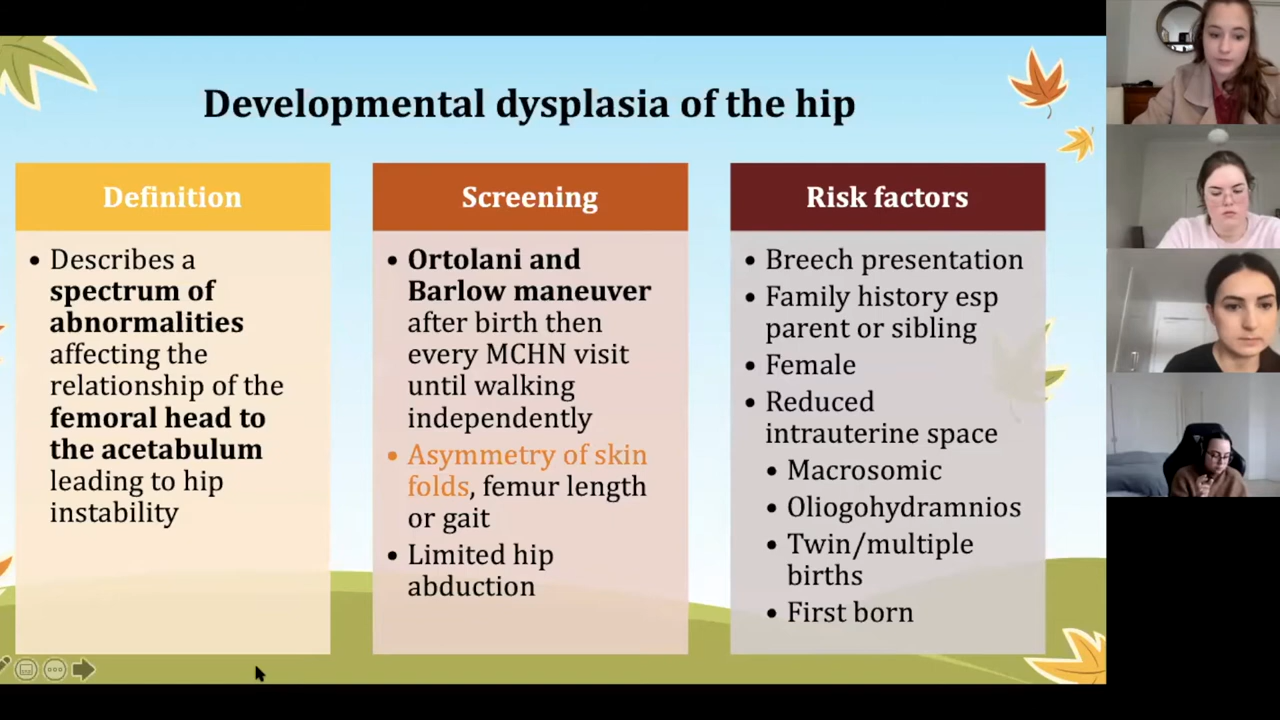 Developmental dysplasia of the hip
Definition
• Describes a
spectrum of
abnormalities
affecting the
relationship of the
femoral head to
the acetabulum
leading to hip
instability
Screening
• Ortolani and
Barlow maneuver
after birth then
every MCHN visit
until walking
independently
• Asymmetry of skin
folds, femur length
or gait
• Limited hip
abduction
Risk factors
• Breech presentation
• Family history esp
parent or sibling
• Female
• Reduced
intrauterine space
• Macrosomic
• Oliogohydramnios
• Twin/multiple
births
• First born